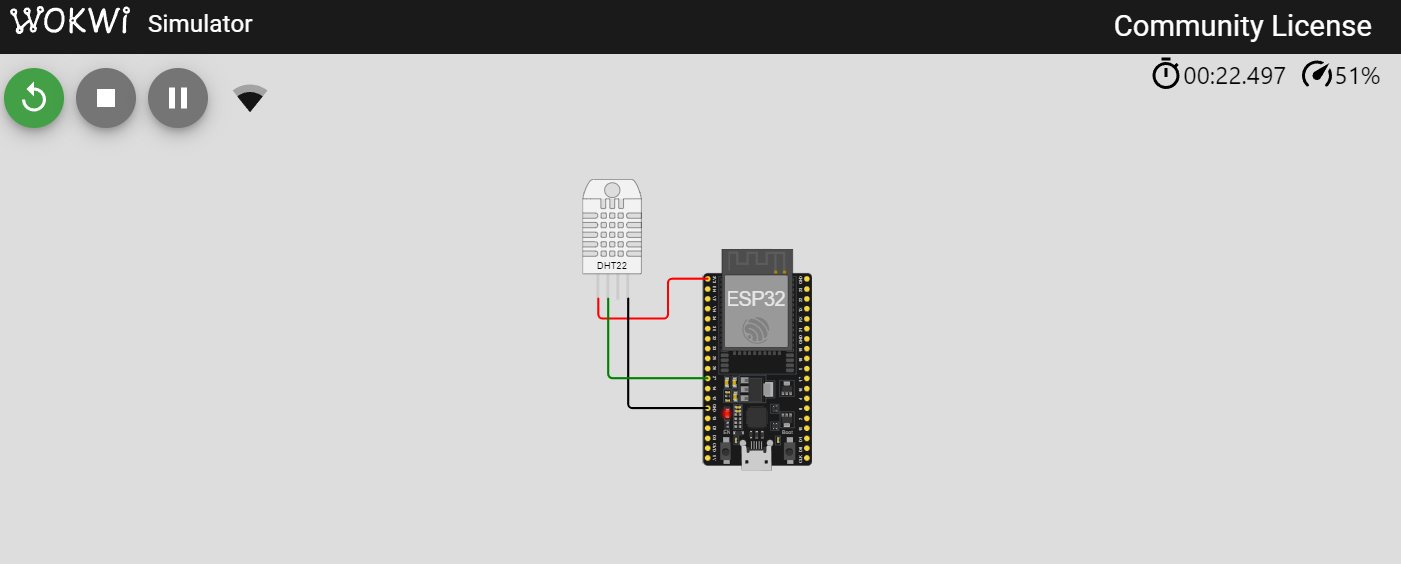 WOKWI Simulator
Community License
00:22.497 51%
DHT22
ESP32